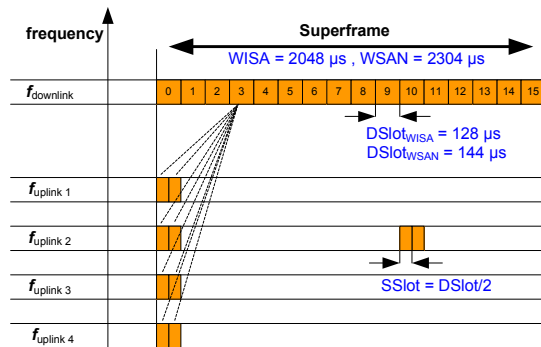 frequency
Superframe
WISA = 2048 µs , WSAN = 2304 µs
fdownlink
0 1 2 3 4 5 6 7 8 9 10 11 12 13 14 15
DSlotWISA = 128 µs
DSlotWSAN = 144 µs
fuplink 1
fuplink 2
SSlot = DSlot/2
fuplink 3
fuplink 4